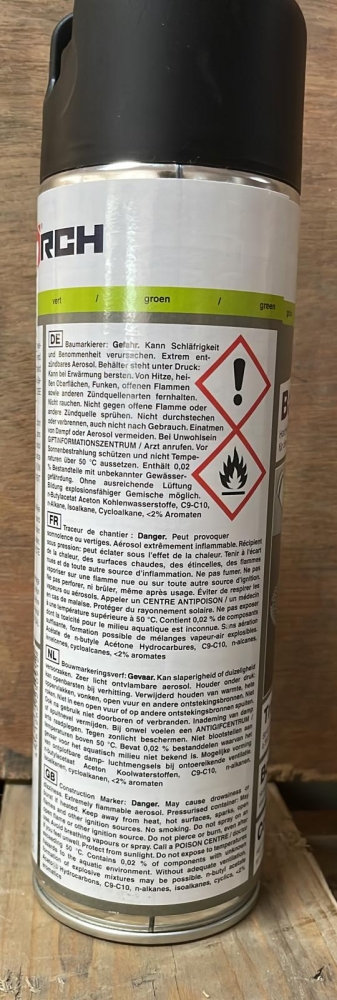 RCH
vert / groen / green
DE Baumarkierer: Gefahr. Kann Schläfrigkeit
und Benommenheit verursachen. Extrem ent-
zündbares Aerosol. Behälter steht unter Druck:
Kann bei Erwärmung bersten. Von Hitze, hei-
ßen Oberflächen, Funken, offenen Flammen
sowie anderen Zündquellenarten fernhalten.
Nicht rauchen. Nicht gegen offene Flamme oder
andere Zündquelle sprühen. Nicht durchstechen
oder verbrennen, auch nicht nach Gebrauch. Einatmen
von Dampf oder Aerosol vermeiden. Bei Unwohlsein
GIFTINFORMATIONSZENTRUM / Arzt anrufen. Vor
Sonnenbestrahlung schützen und nicht Tempe-
raturen über 50 °C aussetzen. Enthält 0,02
% Bestandteile mit unbekannter Gewässer-
gefährdung. Ohne ausreichende Lüftung
Bildung explosionsfähiger Gemische möglich.
n-Butylacetat Aceton Kohlenwasserstoffe, C9-C10,
n-Alkane, Isoalkane, Cycloalkane, <2% Aromaten
FR Traceur de chantier : Danger. Peut provoquer
somnolence ou vertiges. Aérosol extrêmement inflammable. Récipient
sous pression: peut éclater sous l'effet de la chaleur. Tenir à l'écart
de la chaleur, des surfaces chaudes, des étincelles, des flammes
nues et de toute autre source d'inflammation. Ne pas fumer. Ne pas
vaporiser sur une flamme nue ou sur toute autre source d'ignition.
Ne pas perforer, ni brûler, même après usage. Éviter de respirer les
vapeurs ou aérosols. Appeler un CENTRE ANTIPOISON / un médecin
en cas de malaise. Protéger du rayonnement solaire. Ne pas exposer
à une température supérieure à 50 °C. Contient 0,02 % de composants
dont la toxicité pour le milieu aquatique est inconnue. S:ns aération
suffisante, formation possible de mélanges vapeur-air explosibles.
Acétate de n-butyle Acétone Hydrocarbures, C9-C10, n-alcanes,
isoalcanes, cycloalcanes, <2% aromates
NL Bouwmarkeringsverf: Gevaar. Kan slaperigheid of duizeligheid
veroorzaken. Zeer licht ontvlambare aerosol. Houder onder druk:
kan openbarsten bij verhitting. Verwijderd houden van warmte, hete
oppervlakken, vonken, open vuur en andere ontstekingsbronnen. Niet
roken. Niet in een open vuur of op andere ontstekingsbronnen spuiten.
Ook na gebruik niet doorboren of verbranden. Inademing van damp
en spuitnevel vermijden. Bij onwel voelen een ANTIGIFCENTRUM /
arts raadplegen. Tegen zonlicht beschermen. Niet blootstellen aan
temperaturen boven 50 °C. Bevat 0,02 % bestanddelen waarvan het
gevaar voor het aquatisch milieu niet bekend is. Mogelijke vorming
van ontplofbare damp- luchtmengsels bij ontoereikende ventilatie.
n-butylacetaat Aceton Koolwaterstoffen, C9-C10, n-alkanen,
isoalkanen, cycloalkanen, <2% aromaten
GB Construction Marker: Danger. May cause drowsiness or
dizziness. Extremely flammable aerosol. Pressurised container: may
burst if heated. Keep away from heat, hot surfaces, sparks, open
flames and other ignition sources. No smoking. Do not spray on an
open flame or other ignition source. Do not pierce or burn, even after
use. Avoid breathing vapours or spray. Call a POISON CENTRE / doctor
if you feel unwell. Protect from sunlight. Do not expose to temperatures
exceeding 50 °C. Contains 0,02 % of components with unknown
hazards to the aquatic environment. Without adequate ventilation,
formation of explosive mixtures may be possible. n-butyl acetate
Acetone Hydrocarbons, C9-C10, n-alkanes, isoalkanes, cyclics, <2%
aromatics